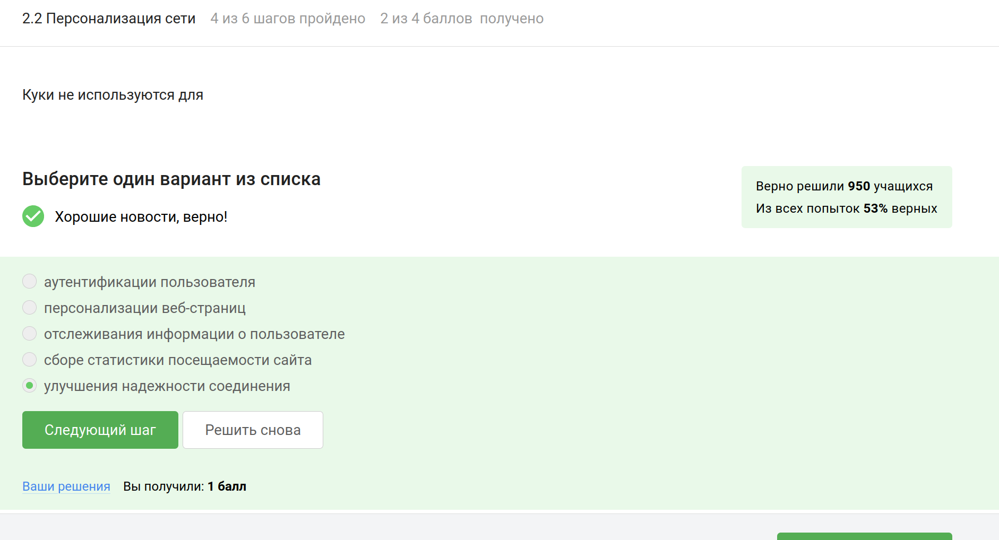 2.2 Персонализация сети 4 из 6 шагов пройдено 2 из 4 баллов получено
Куки не используются для
Выберите один вариант из списка
Хорошие новости, верно!
Верно решили 950 учащихся
Из всех попыток 53% верных
аутентификации пользователя
персонализации веб-страниц
отслеживания информации о пользователе
сборе статистики посещаемости сайта
улучшения надежности соединения
Следующий шаг Решить снова
Ваши решения Вы получили: 1 балл